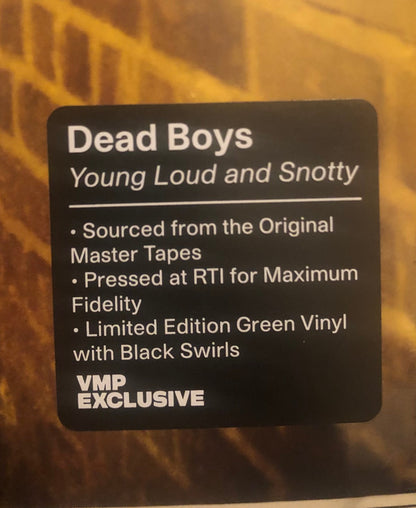 Dead Boys
Young Loud and Snotty
• Sourced from the Original
Master Tapes
• Pressed at RTI for Maximum
Fidelity
• Limited Edition Green Vinyl
with Black Swirls
VMP
EXCLUSIVE